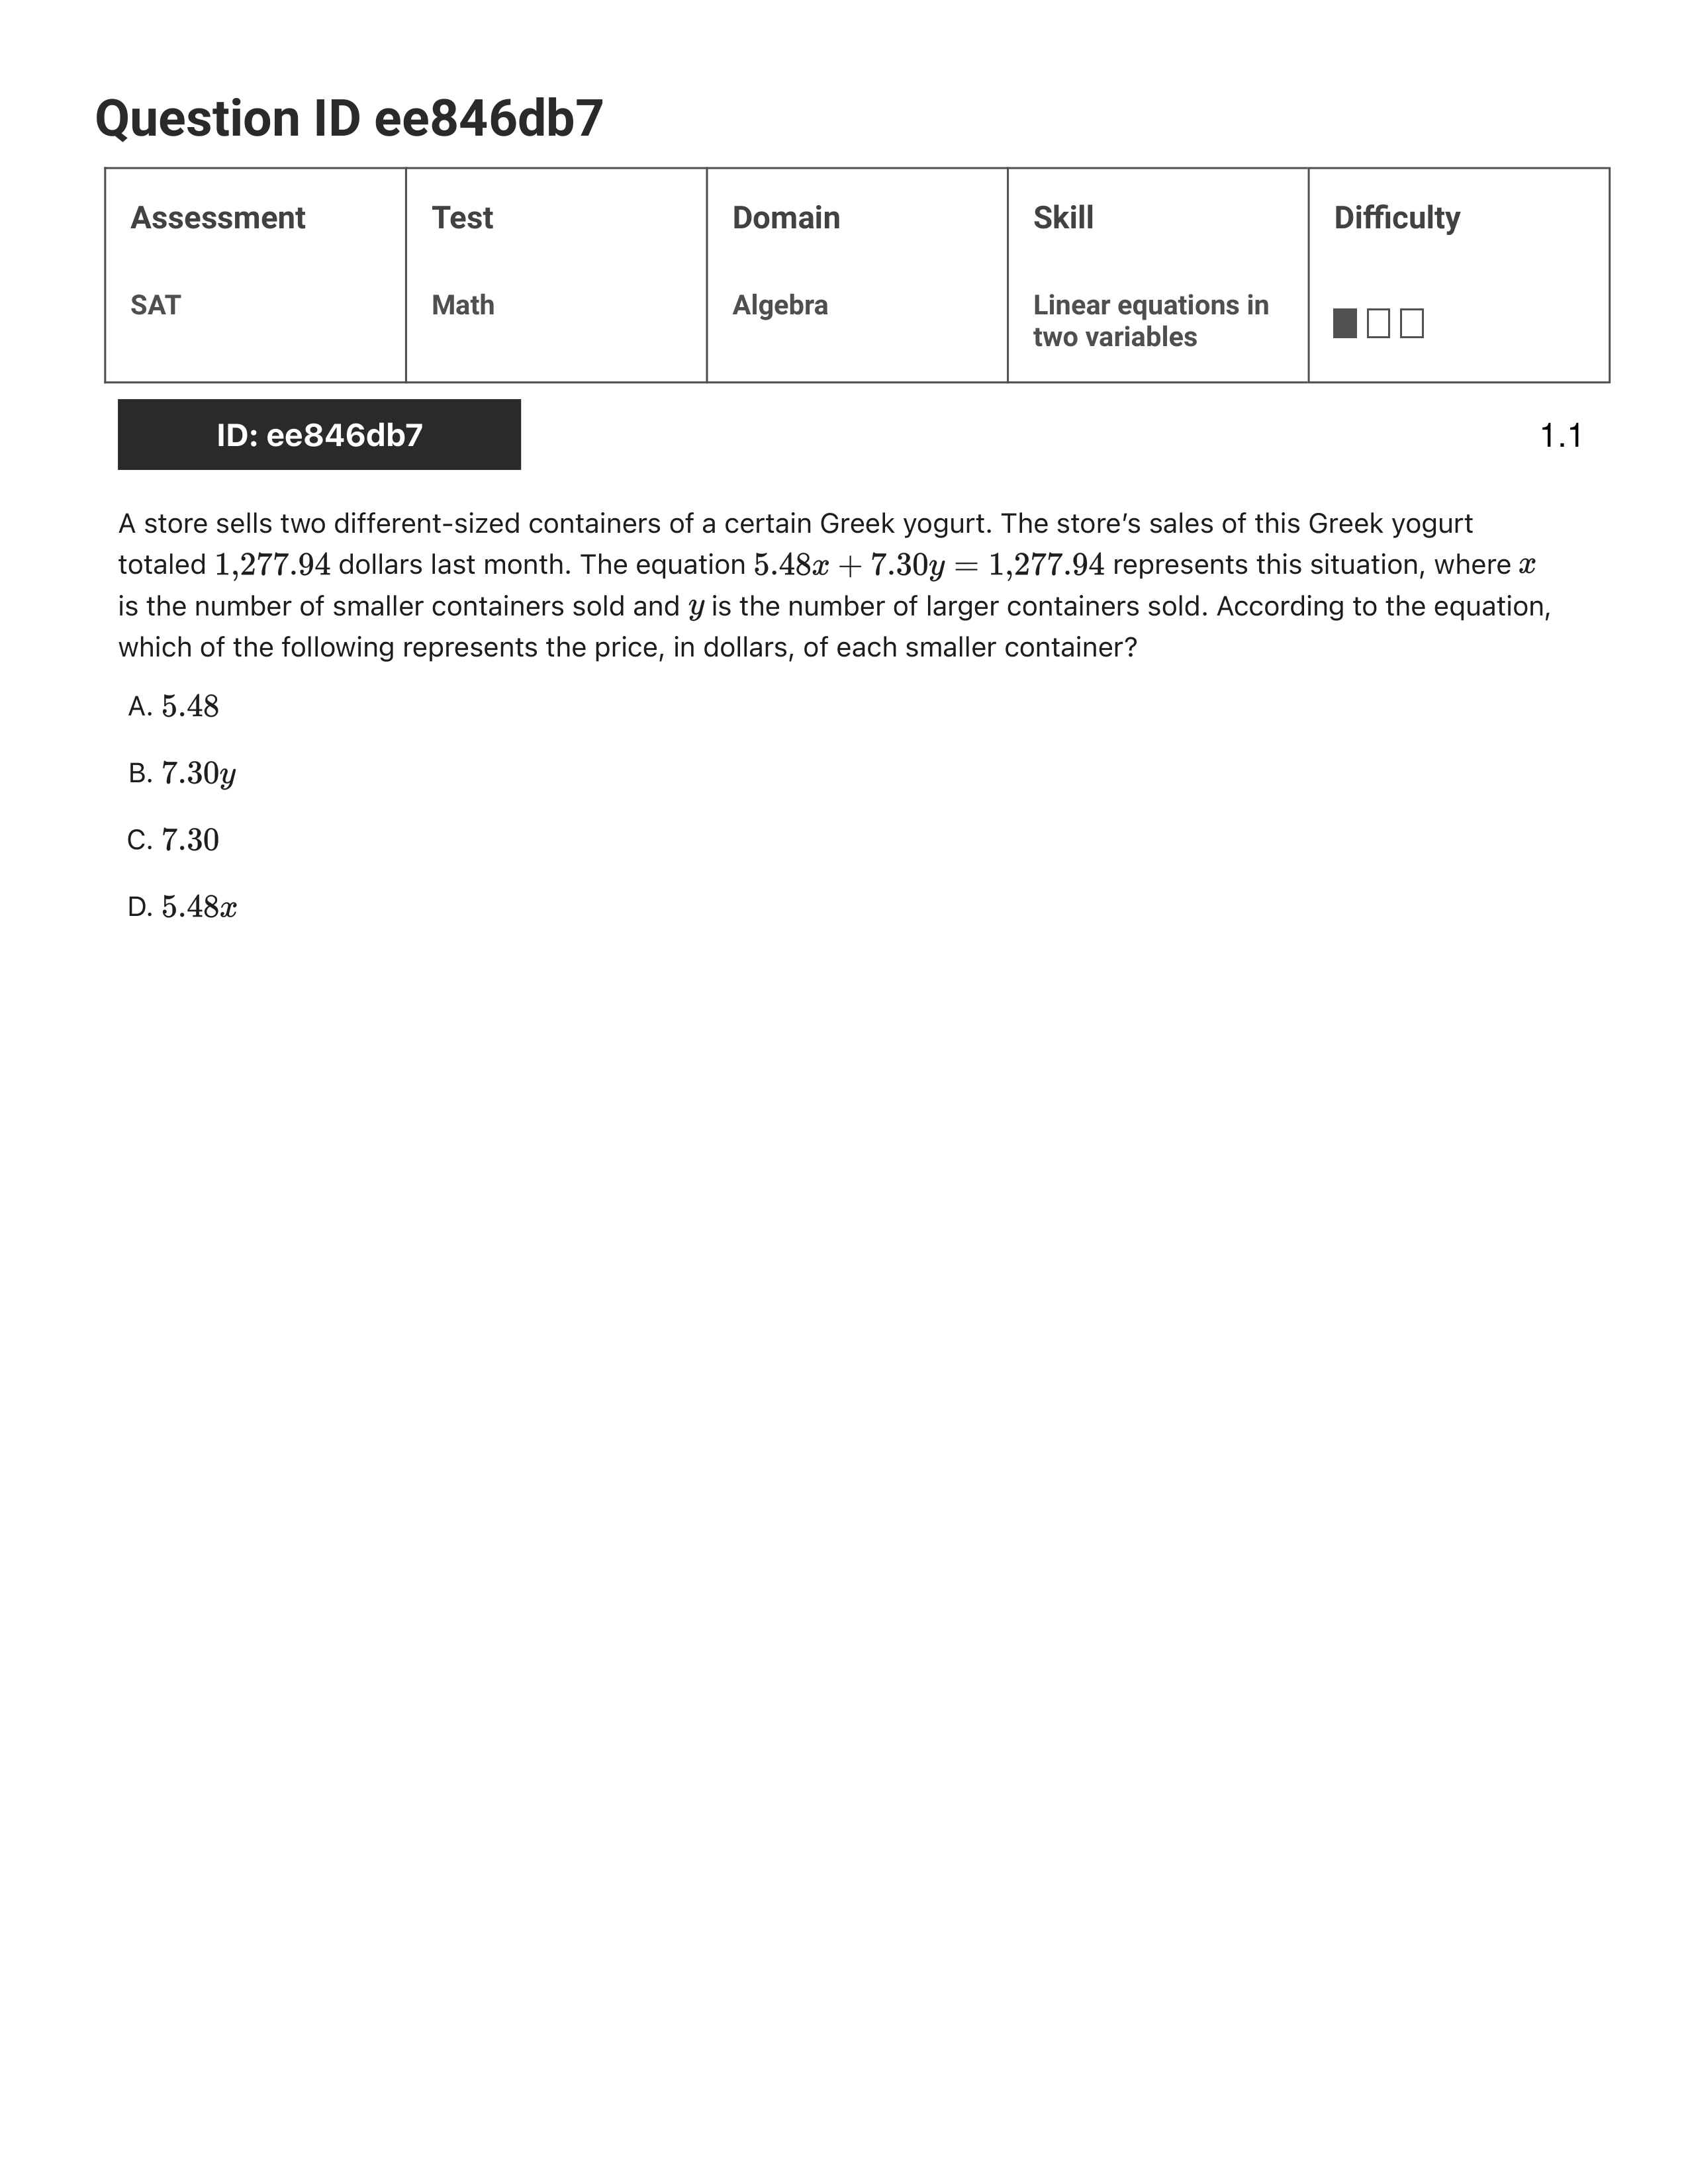 Question ID ee846db7
Assessment
Test
Domain
Skill
Difficulty
SAT
Math
Algebra
Linear equations in
two variables
ID: ee846db7
1.1
A store sells two different-sized containers of a certain Greek yogurt. The store’s sales of this Greek yogurt
totaled 1,277.94 dollars last month. The equation 5.48x + 7.30y = 1,277.94 represents this situation, where x
is the number of smaller containers sold and y is the number of larger containers sold. According to the equation,
which of the following represents the price, in dollars, of each smaller container?
A. 5.48
B. 7.30y
C. 7.30
D. 5.48x